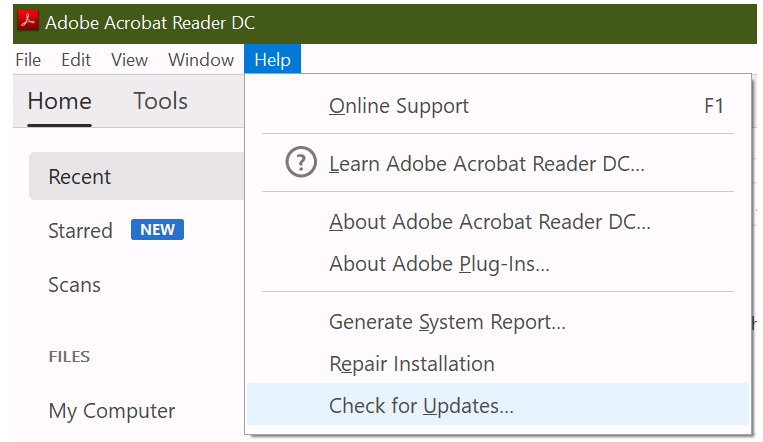 Adobe Acrobat Reader DC
File Edit View Window Help
Home Tools
Online Support F1
Learn Adobe Acrobat Reader DC...
Recent
About Adobe Acrobat Reader DC...
Starred NEW
About Adobe Plug-Ins...
Scans
Generate System Report...
FILES
Repair Installation
My Computer
Check for Updates...